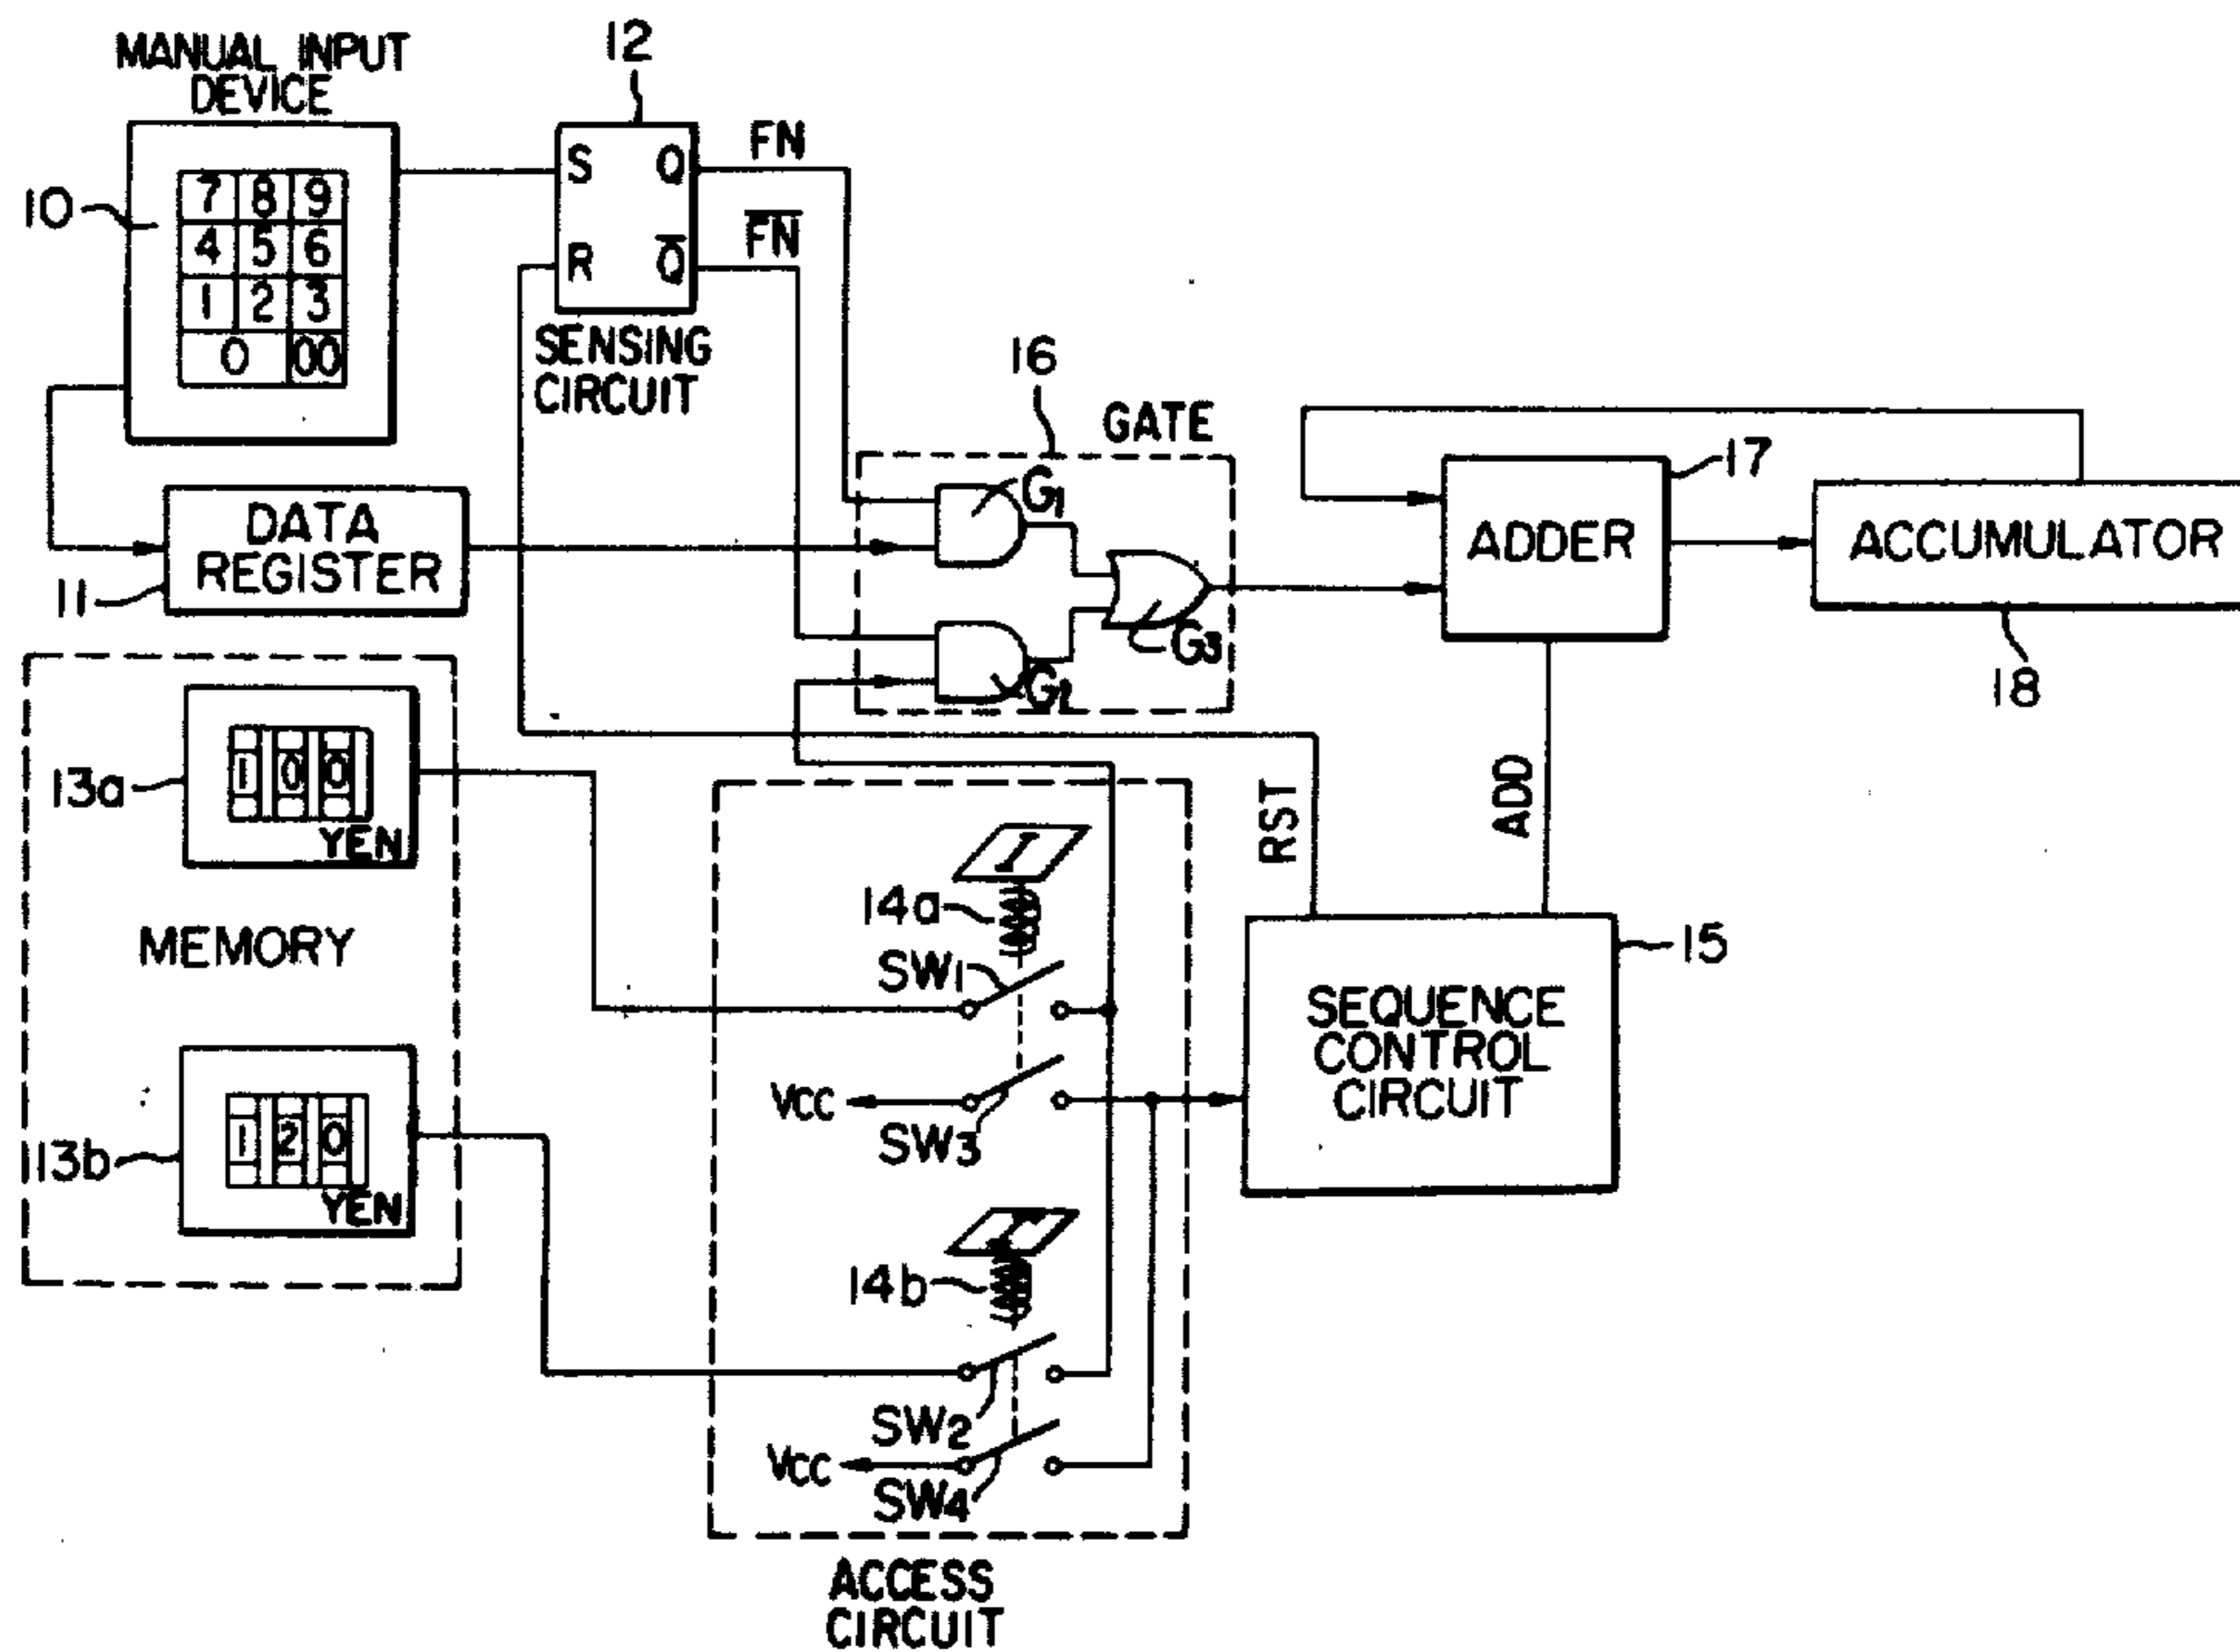 MANUAL INPUT
DEVICE
10
7 8 9
4 5 6
1 2 3
0 00
12
S Q
R Q̅
FN
F̅N̅
SENSING
CIRCUIT
DATA
REGISTER
11
16
GATE
G1
G2
G3
17
ADDER
ACCUMULATOR
18
13a
1 0 0
YEN
MEMORY
13b
1 2 0
YEN
I
14a
SW1
VCC
SW3
14b
SW2
VCC
SW4
ACCESS
CIRCUIT
RST
ADD
15
SEQUENCE
CONTROL
CIRCUIT